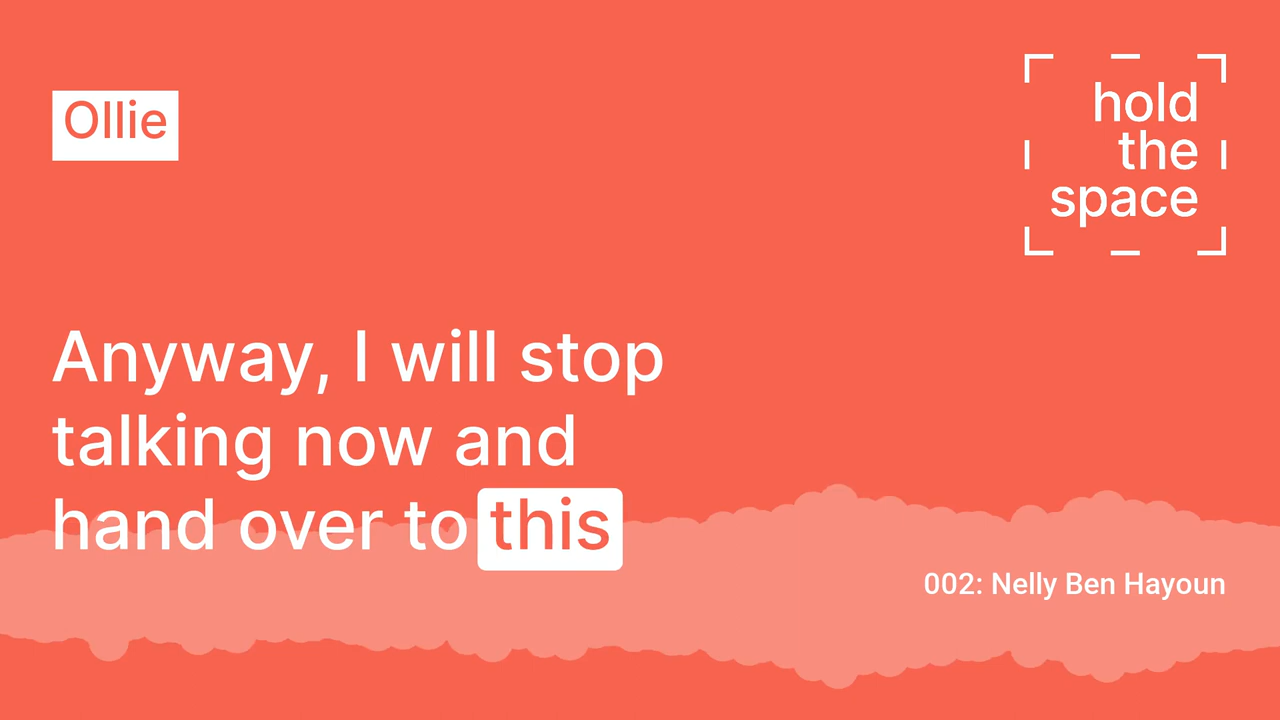 Ollie
hold
the
space
Anyway, I will stop
talking now and
hand over to this
002: Nelly Ben Hayoun